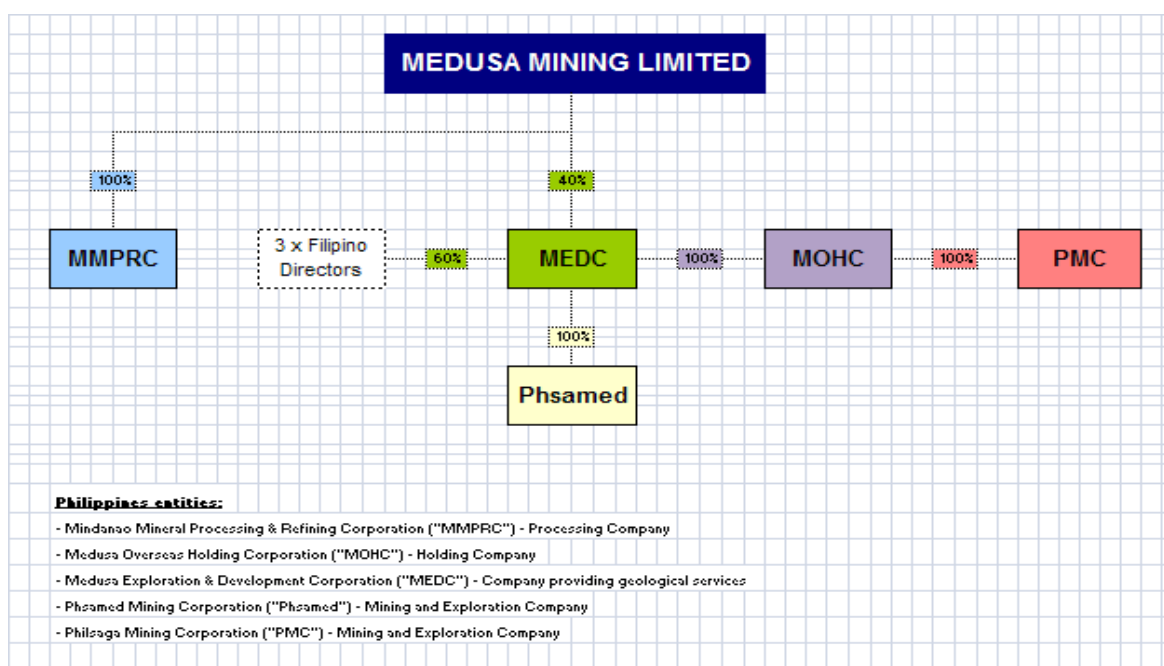 MEDUSA MINING LIMITED
100%
40%
MMPRC
3 x Filipino
Directors
60%
MEDC
100%
MOHC
100%
PMC
100%
Phsamed
Philippines entities:
- Mindanao Mineral Processing & Refining Corporation ("MMPRC") - Processing Company
- Medusa Overseas Holding Corporation ("MOHC") - Holding Company
- Medusa Exploration & Development Corporation ("MEDC") - Company providing geological services
- Phsamed Mining Corporation ("Phsamed") - Mining and Exploration Company
- Philsaga Mining Corporation ("PMC") - Mining and Exploration Company